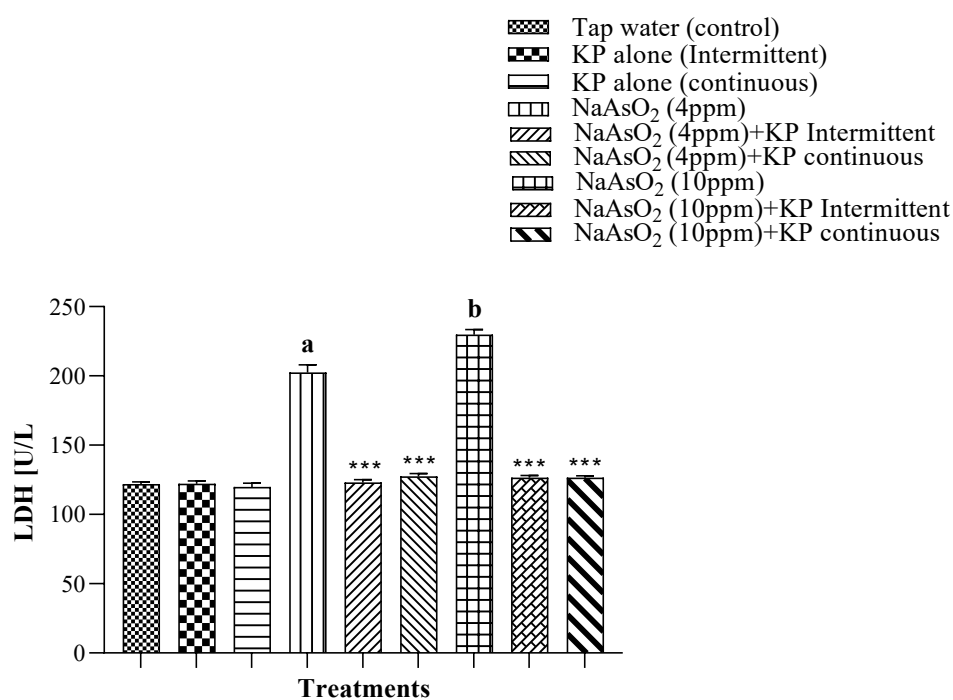 Tap water (control)
KP alone (Intermittent)
KP alone (continuous)
NaAsO₂ (4ppm)
NaAsO₂ (4ppm)+KP Intermittent
NaAsO₂ (4ppm)+KP continuous
NaAsO₂ (10ppm)
NaAsO₂ (10ppm)+KP Intermittent
NaAsO₂ (10ppm)+KP continuous
250
200
150
100
50
0
LDH [U/L
a
b
*** *** *** ***
Treatments